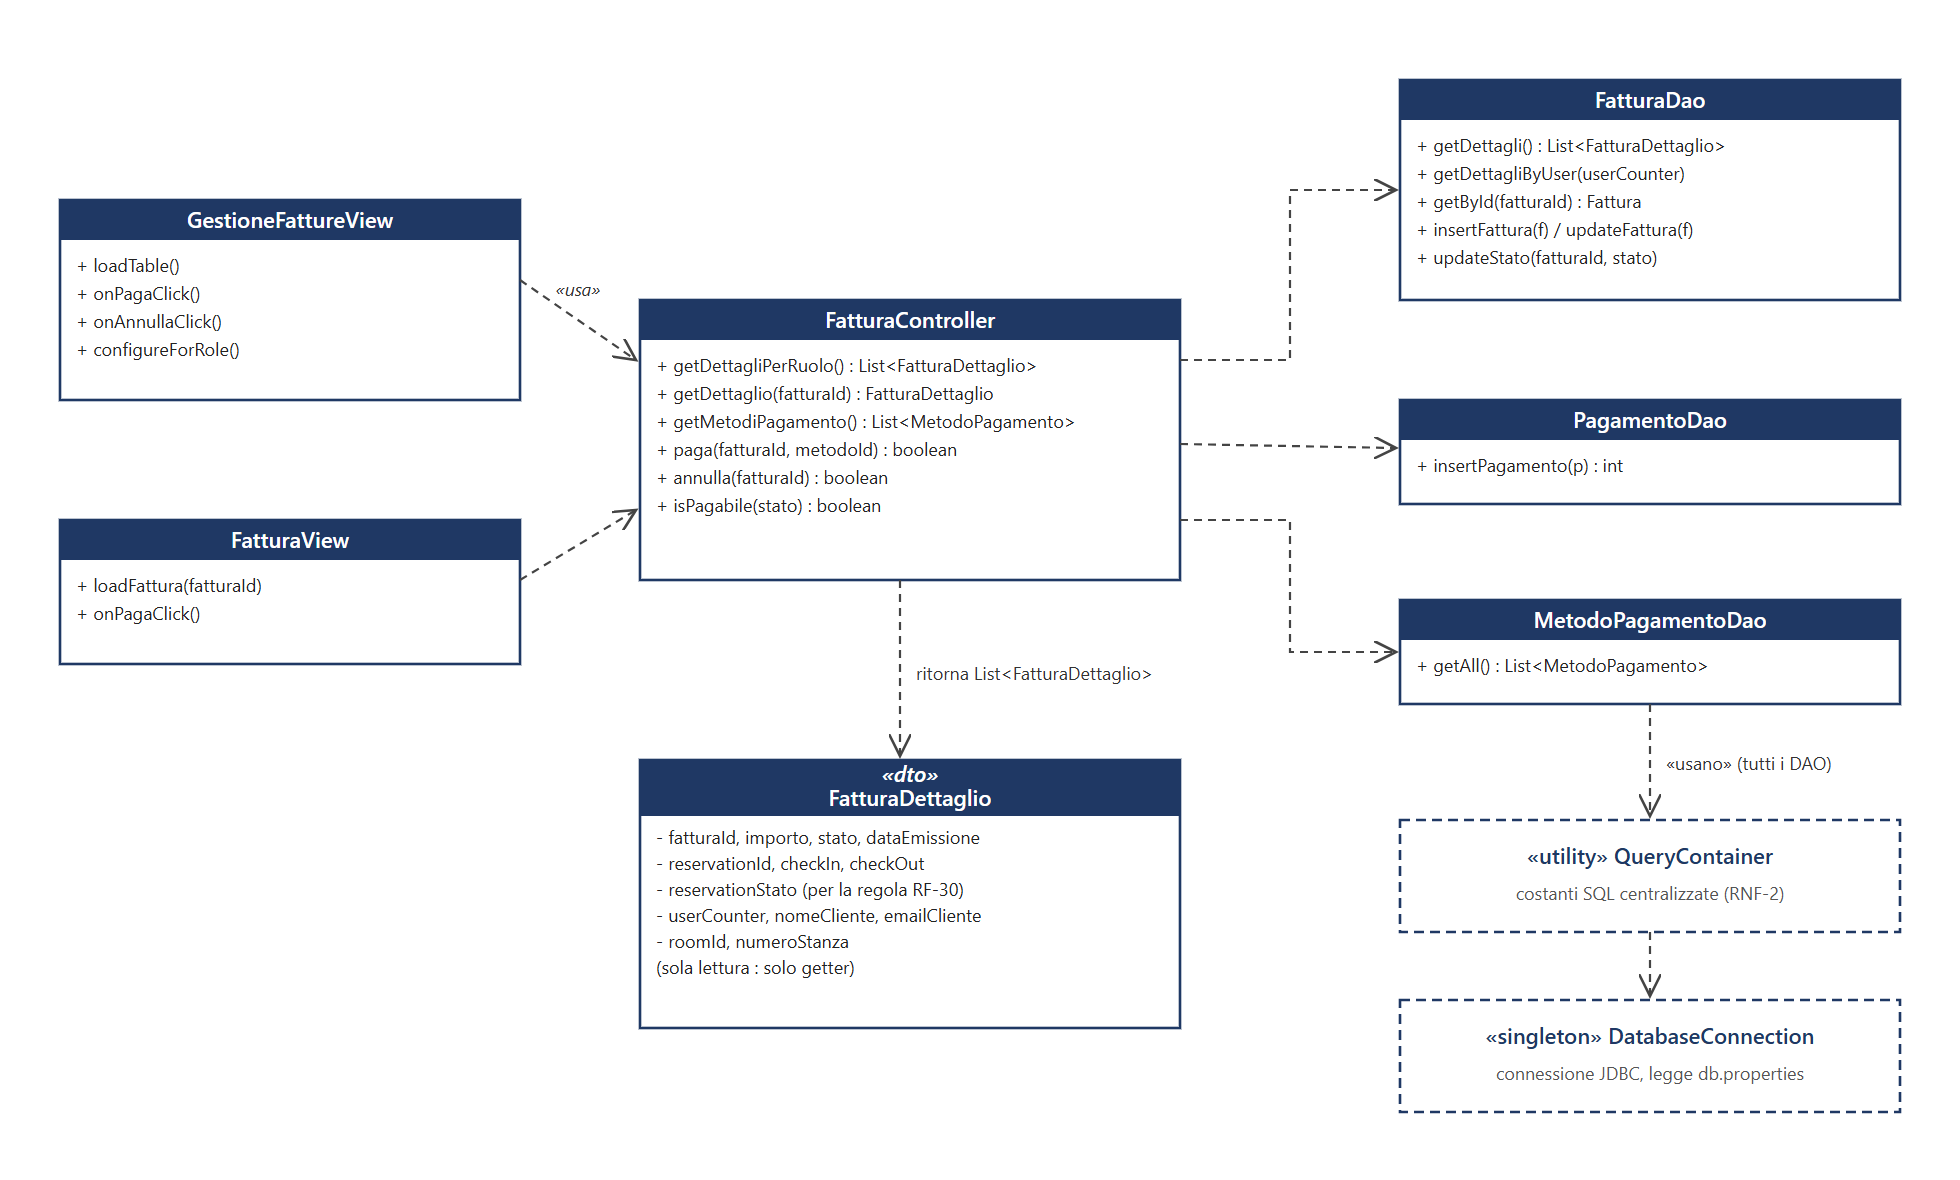 GestioneFattureView
+ loadTable()
+ onPagaClick()
+ onAnnullaClick()
+ configureForRole()
«usa»
FatturaView
+ loadFattura(fatturaId)
+ onPagaClick()
FatturaController
+ getDettagliPerRuolo() : List<FatturaDettaglio>
+ getDettaglio(fatturaId) : FatturaDettaglio
+ getMetodiPagamento() : List<MetodoPagamento>
+ paga(fatturaId, metodoId) : boolean
+ annulla(fatturaId) : boolean
+ isPagabile(stato) : boolean
ritorna List<FatturaDettaglio>
«dto»
FatturaDettaglio
- fatturaId, importo, stato, dataEmissione
- reservationId, checkIn, checkOut
- reservationStato (per la regola RF-30)
- userCounter, nomeCliente, emailCliente
- roomId, numeroStanza
(sola lettura : solo getter)
FatturaDao
+ getDettagli() : List<FatturaDettaglio>
+ getDettagliByUser(userCounter)
+ getById(fatturaId) : Fattura
+ insertFattura(f) / updateFattura(f)
+ updateStato(fatturaId, stato)
PagamentoDao
+ insertPagamento(p) : int
MetodoPagamentoDao
+ getAll() : List<MetodoPagamento>
«usano» (tutti i DAO)
«utility» QueryContainer
costanti SQL centralizzate (RNF-2)
«singleton» DatabaseConnection
connessione JDBC, legge db.properties